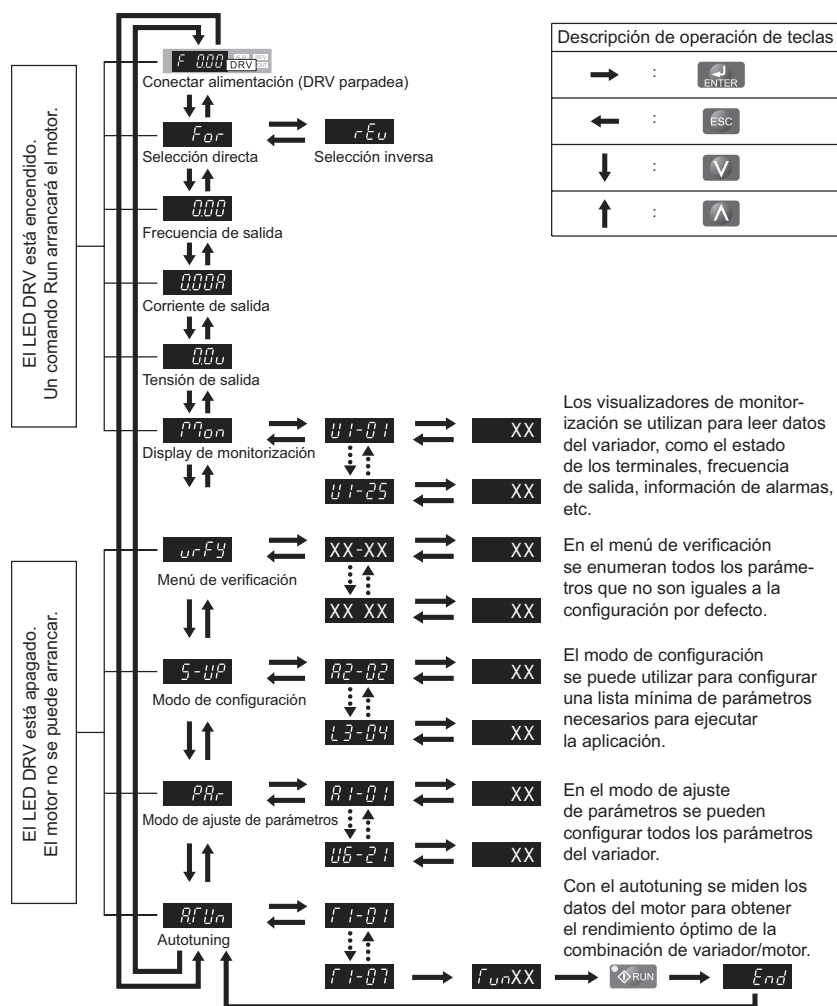 F 0.00 DRV
Conectar alimentación (DRV parpadea)
For
Selección directa
rEv
Selección inversa
0.00
Frecuencia de salida
0.00A
Corriente de salida
0.0v
Tensión de salida
Mon
Display de monitorización
U1-01
XX
U1-25
XX
vrFY
Menú de verificación
XX-XX
XX
XX XX
XX
S-UP
Modo de configuración
A2-02
XX
L3-04
XX
PAr
Modo de ajuste de parámetros
A1-01
XX
U6-21
XX
A.TUn
Autotuning
T1-01
T1-07
TunXX
RUN
End
El LED DRV está encendido.
Un comando Run arrancará el motor.
El LED DRV está apagado.
El motor no se puede arrancar.
Descripción de operación de teclas
:
ENTER
:
ESC
:
V
:
Λ
Los visualizadores de monitor-
ización se utilizan para leer datos
del variador, como el estado
de los terminales, frecuencia
de salida, información de alarmas,
etc.
En el menú de verificación
se enumeran todos los paráme-
tros que no son iguales a la
configuración por defecto.
El modo de configuración
se puede utilizar para configurar
una lista mínima de parámetros
necesarios para ejecutar
la aplicación.
En el modo de ajuste
de parámetros se pueden
configurar todos los parámetros
del variador.
Con el autotuning se miden los
datos del motor para obtener
el rendimiento óptimo de la
combinación de variador/motor.